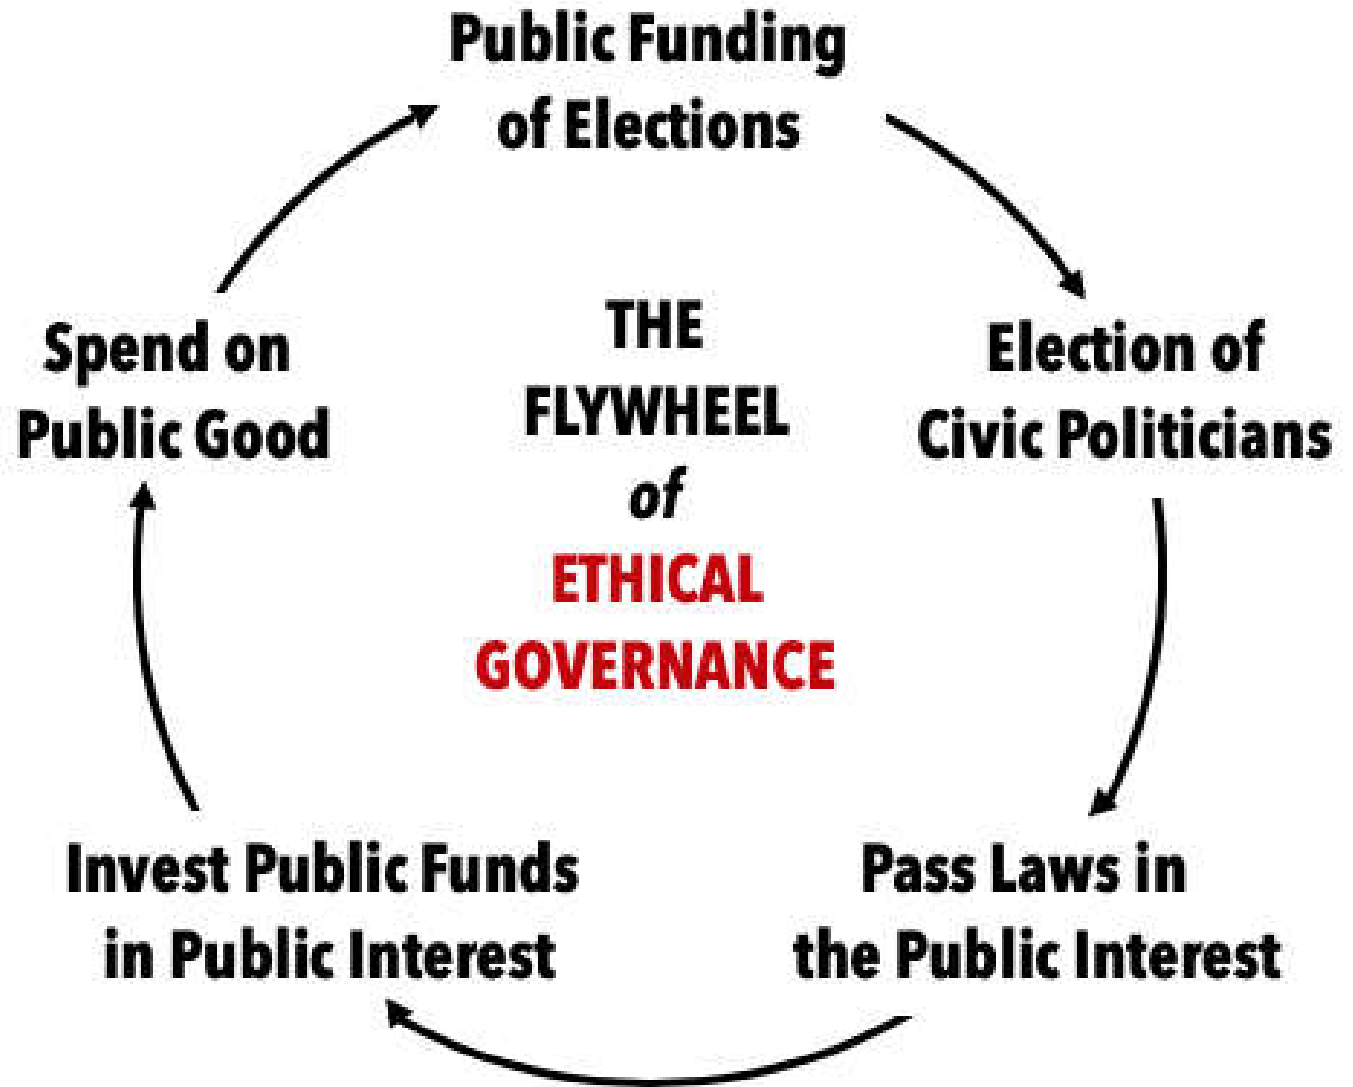 Public Funding
of Elections
Election of
Civic Politicians
Pass Laws in
the Public Interest
Invest Public Funds
in Public Interest
Spend on
Public Good
THE
FLYWHEEL
of
ETHICAL
GOVERNANCE